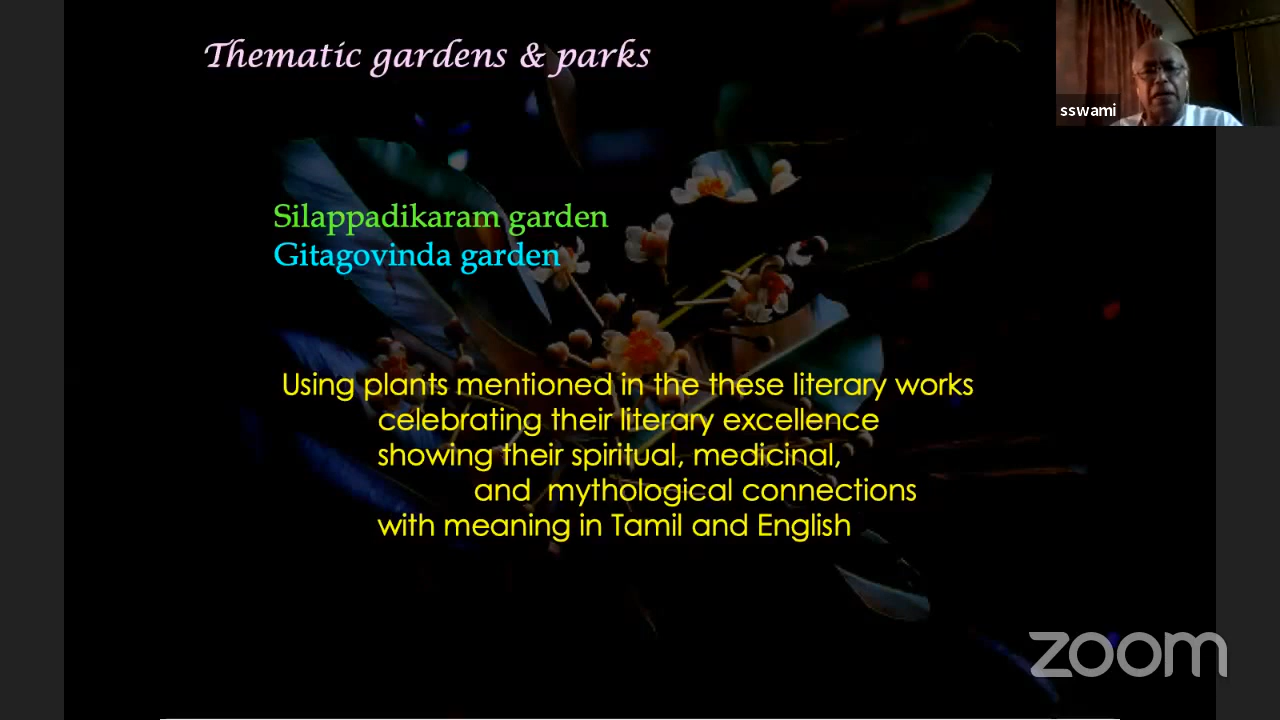 Thematic gardens & parks
sswami
Silappadikaram garden
Gitagovinda garden
Using plants mentioned in the these literary works
celebrating their literary excellence
showing their spiritual, medicinal,
and mythological connections
with meaning in Tamil and English
zoom